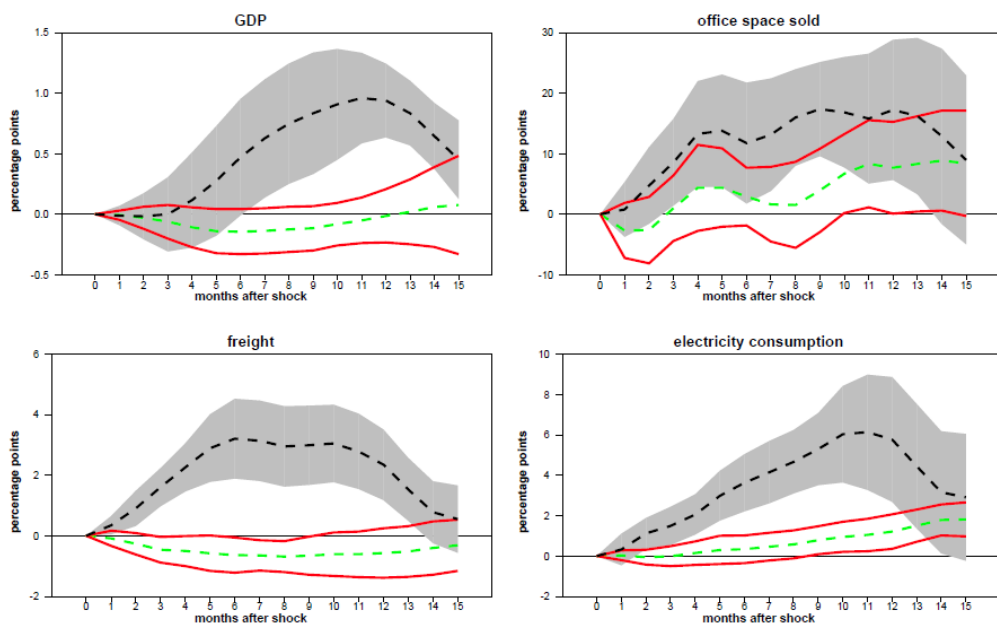 GDP
percentage points
1.5
1.0
0.5
0.0
-0.5
0 1 2 3 4 5 6 7 8 9 10 11 12 13 14 15
months after shock
office space sold
percentage points
30
20
10
0
-10
0 1 2 3 4 5 6 7 8 9 10 11 12 13 14 15
months after shock
freight
percentage points
6
4
2
0
-2
0 1 2 3 4 5 6 7 8 9 10 11 12 13 14 15
months after shock
electricity consumption
percentage points
10
8
6
4
2
0
-2
0 1 2 3 4 5 6 7 8 9 10 11 12 13 14 15
months after shock